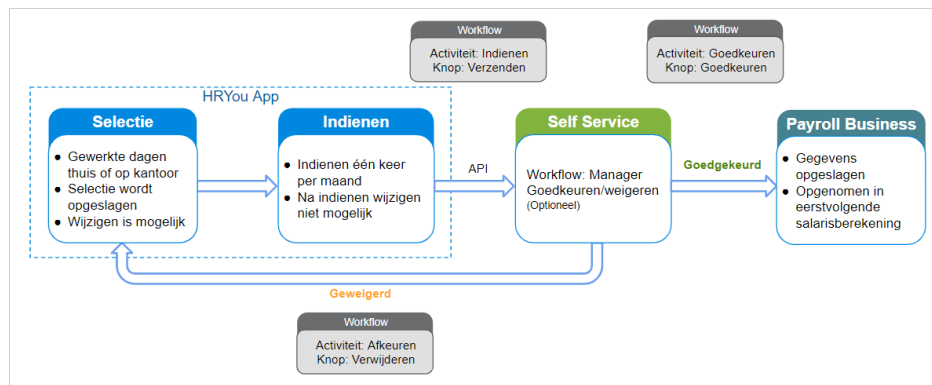 Workflow
Activiteit: Indienen
Knop: Verzenden
Workflow
Activiteit: Goedkeuren
Knop: Goedkeuren
HRYou App
Selectie
● Gewerkte dagen
thuis of op kantoor
● Selectie wordt
opgeslagen
● Wijzigen is mogelijk
Indienen
● Indienen één keer
per maand
● Na indienen wijzigen
niet mogelijk
API
Self Service
Workflow: Manager
Goedkeuren/weigeren
(Optioneel)
Goedgekeurd
Payroll Business
● Gegevens
opgeslagen
● Opgenomen in
eerstvolgende
salarisberekening
Geweigerd
Workflow
Activiteit: Afkeuren
Knop: Verwijderen